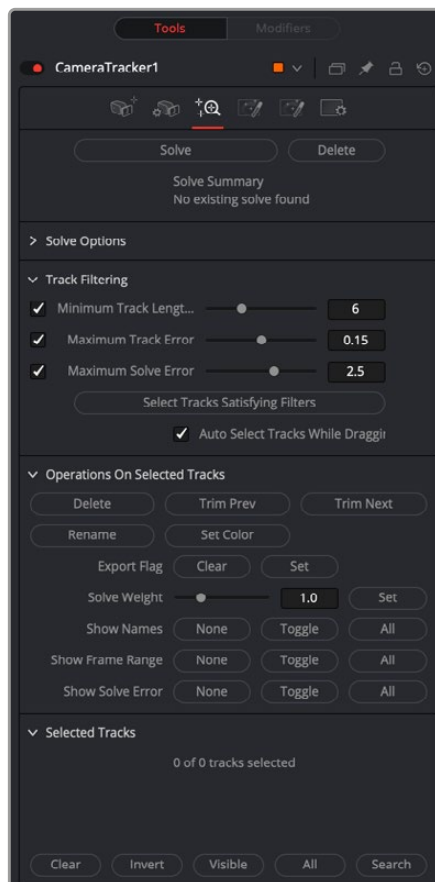 Tools Modifiers
CameraTracker1
Solve Delete
Solve Summary
No existing solve found
Solve Options
Track Filtering
Minimum Track Lengt... 6
Maximum Track Error 0.15
Maximum Solve Error 2.5
Select Tracks Satisfying Filters
Auto Select Tracks While Draggin
Operations On Selected Tracks
Delete Trim Prev Trim Next
Rename Set Color
Export Flag Clear Set
Solve Weight 1.0 Set
Show Names None Toggle All
Show Frame Range None Toggle All
Show Solve Error None Toggle All
Selected Tracks
0 of 0 tracks selected
Clear Invert Visible All Search